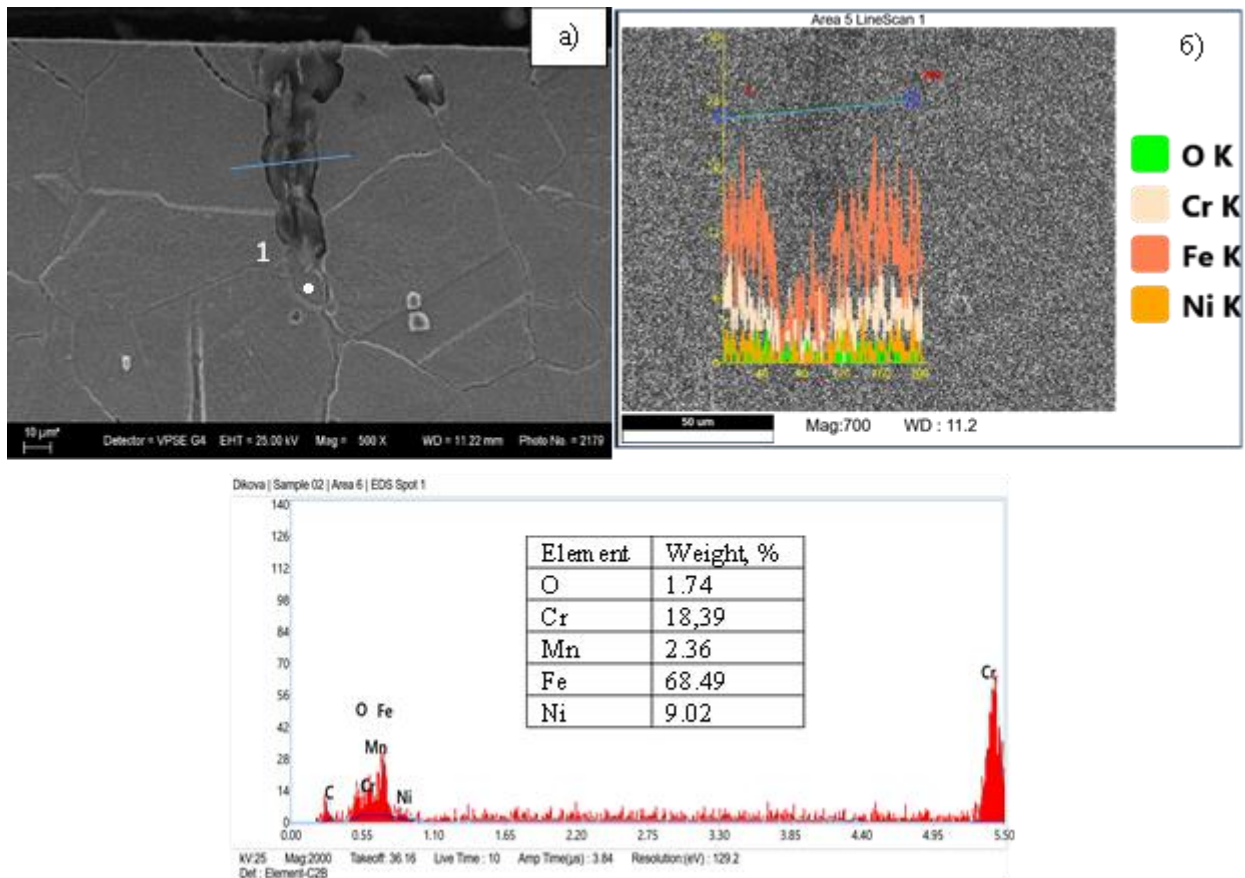 а)
1
10 µm*
Detector = VPSE G4 EHT = 25.00 kV Mag = 500 X WD = 11.22 mm Photo No. = 2179
Area 5 LineScan 1
б)
O K
Cr K
Fe K
Ni K
50 um
Mag:700 WD : 11.2
Dikova | Sample 02 | Area 6 | EDS Spot 1
140
126
112
98
84
70
56
42
28
14
0
Element Weight, %
O 1.74
Cr 18,39
Mn 2.36
Fe 68.49
Ni 9.02
O Fe
Mn
C Cr Ni
Cr
0.00 0.55 1.10 1.65 2.20 2.75 3.30 3.85 4.40 4.95 5.50
kV:25 Mag:2000 Takeoff: 36.16 Live Time : 10 Amp Time(µs) : 3.84 Resolution:(eV) : 129.2
Det : Element-C2B